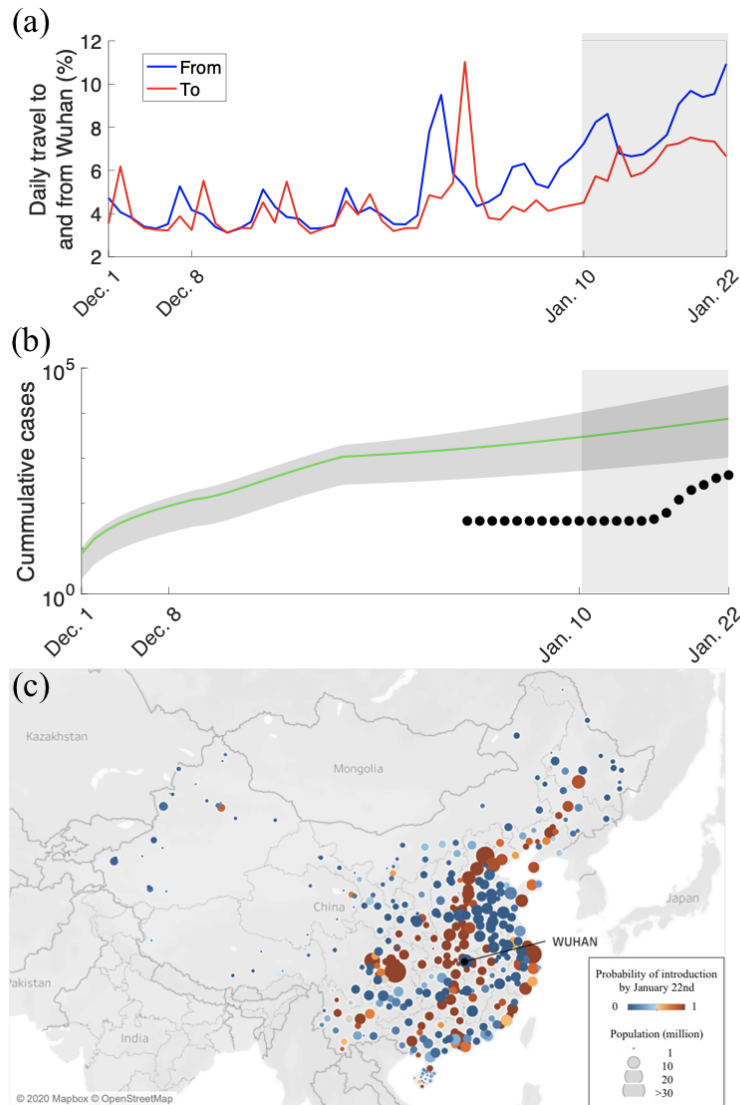 (a)
Daily travel to
and from Wuhan (%)
12
10
8
6
4
2
From
To
Dec. 1
Dec. 8
Jan. 10
Jan. 22
(b)
Cummulative cases
10^5
10^0
Dec. 1
Dec. 8
Jan. 10
Jan. 22
(c)
Kazakhstan
Mongolia
China
Japan
WUHAN
Pakistan
India
Probability of introduction
by January 22nd
0 1
Population (million)
1
10
20
>30
© 2020 Mapbox © OpenStreetMap